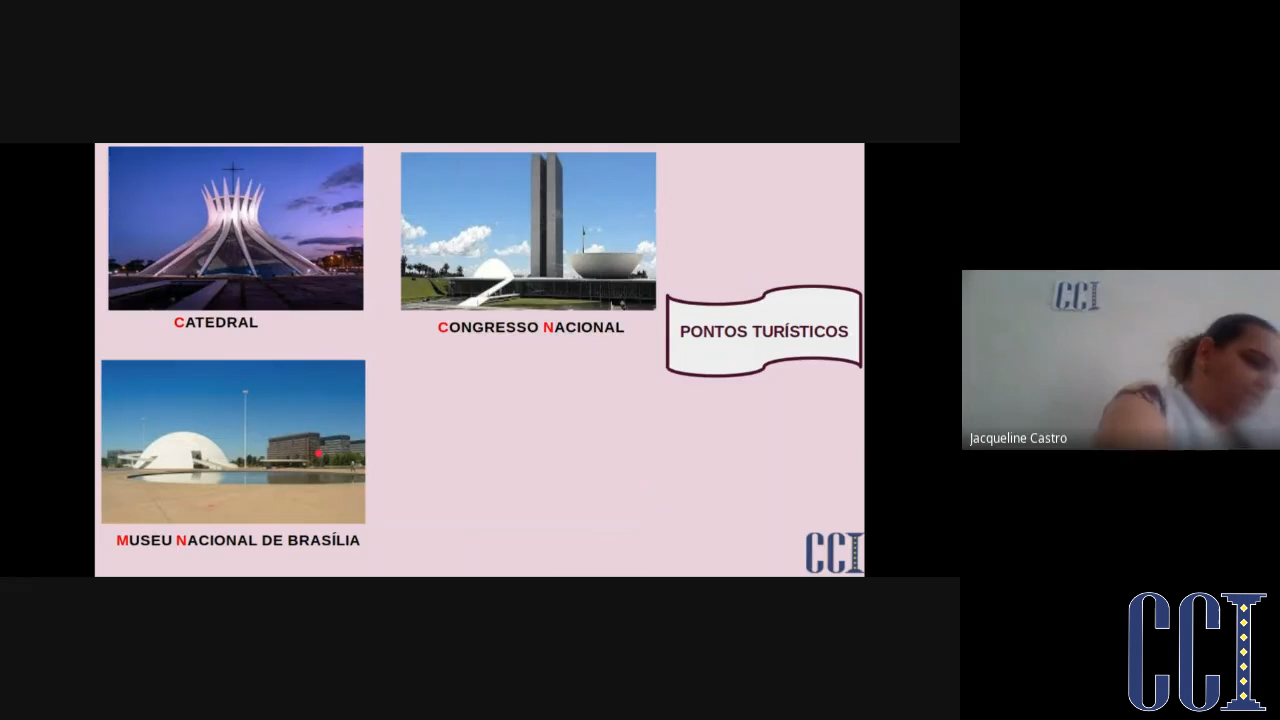 CATEDRAL
CONGRESSO NACIONAL
PONTOS TURÍSTICOS
MUSEU NACIONAL DE BRASÍLIA
CCI
CCI
Jacqueline Castro
CCI